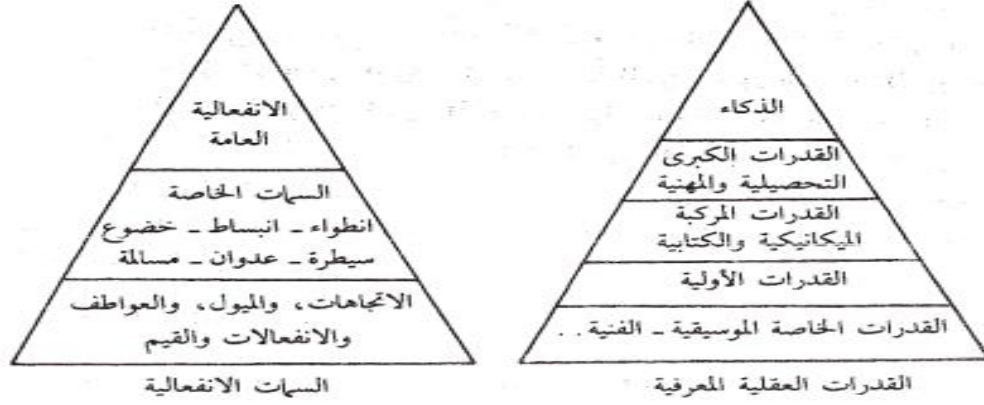 الذكاء
القدرات الكبرى
التحصيلية والمهنية
القدرات المركبة
الميكانيكية والكتابية
القدرات الأولية
القدرات الخاصة الموسيقية ـ الفنية . .
القدرات العقلية المعرفية
الانفعالية
العامة
السمات الخاصة
انطواء ـ انبساط ـ خضوع
سيطرة ـ عدوان ـ مسالمة
الاتجاهات، والميول، والعواطف
والانفعالات والقيم
السمات الانفعالية